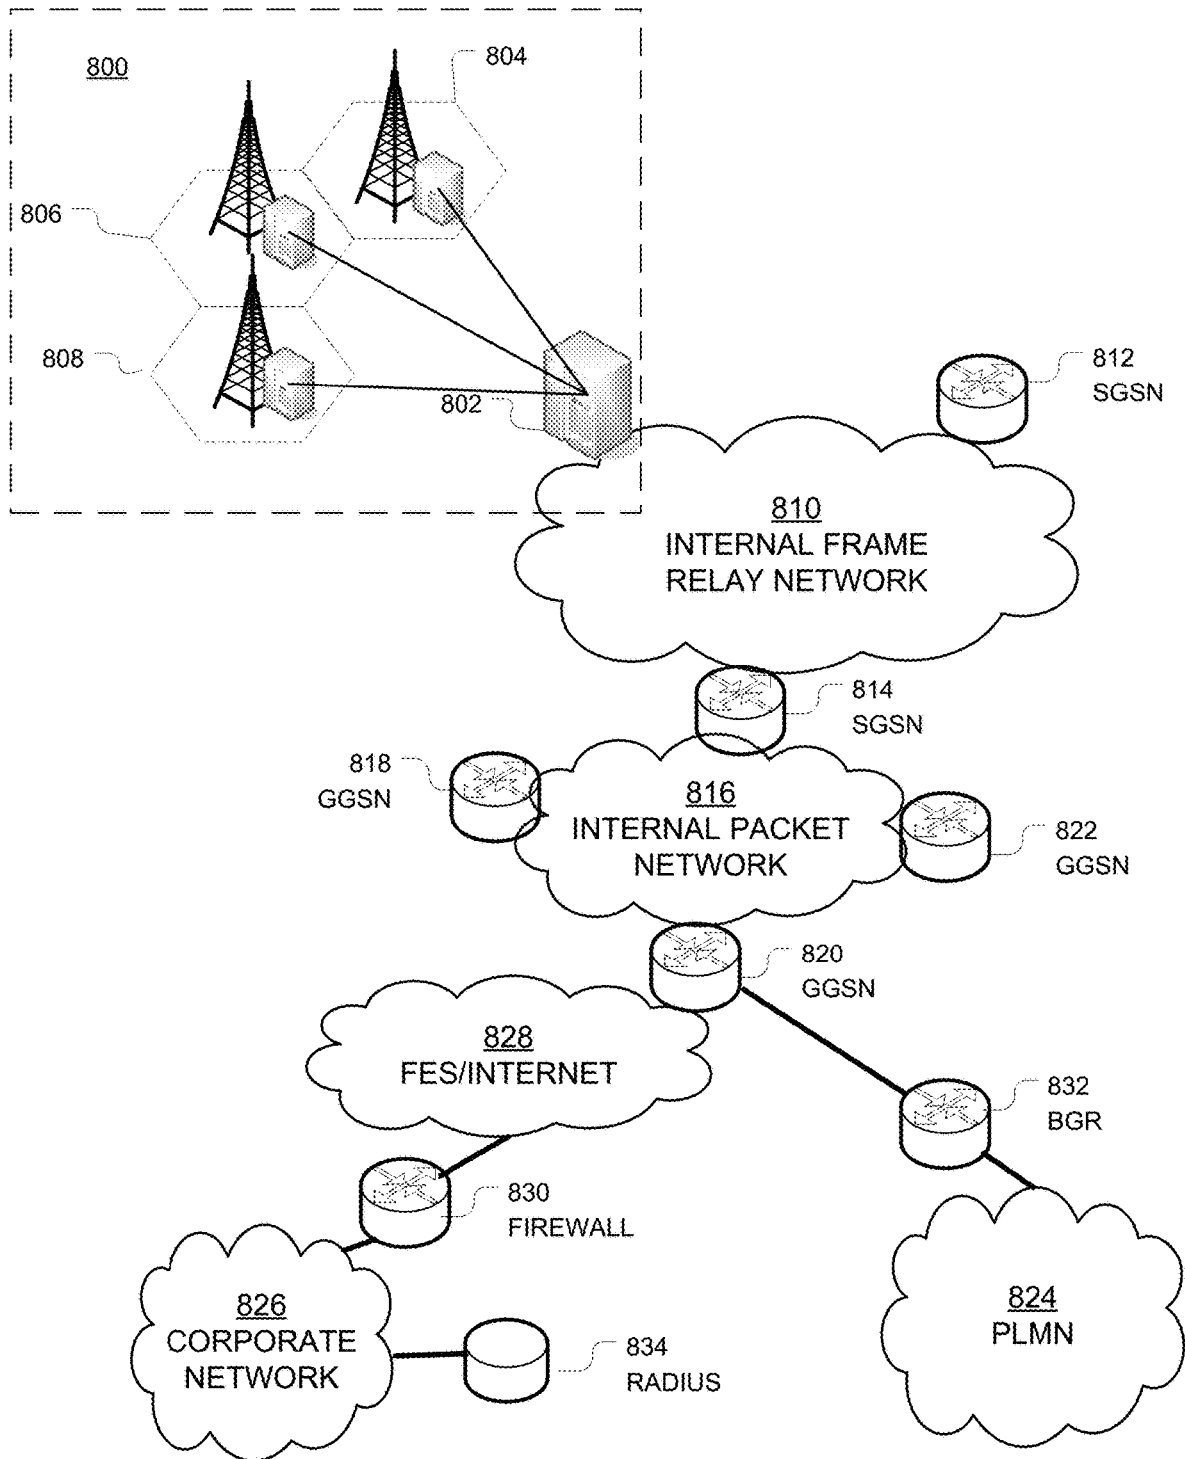 800
804
806
808
802
812
SGSN
810
INTERNAL FRAME
RELAY NETWORK
814
SGSN
818
GGSN
816
INTERNAL PACKET
NETWORK
822
GGSN
820
GGSN
828
FES/INTERNET
832
BGR
830
FIREWALL
826
CORPORATE
NETWORK
834
RADIUS
824
PLMN